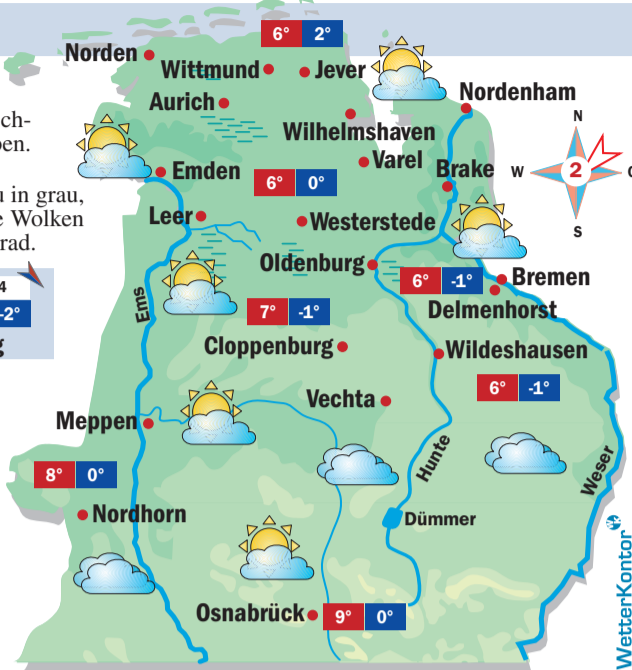 6° 2°
Norden
Wittmund
Jever
Aurich
Nordenham
ch-
ben.
Wilhelmshaven
N
Varel
Emden
6° 0°
Brake
W
2
O
u in grau,
e Wolken
rad.
Leer
Westerstede
S
Oldenburg
6° -1°
Bremen
4
-2°
g
Ems
7° -1°
Delmenhorst
Cloppenburg
Wildeshausen
6° -1°
Vechta
Meppen
Hunte
Weser
8° 0°
Nordhorn
Dümmer
Osnabrück
9° 0°
WetterKontor